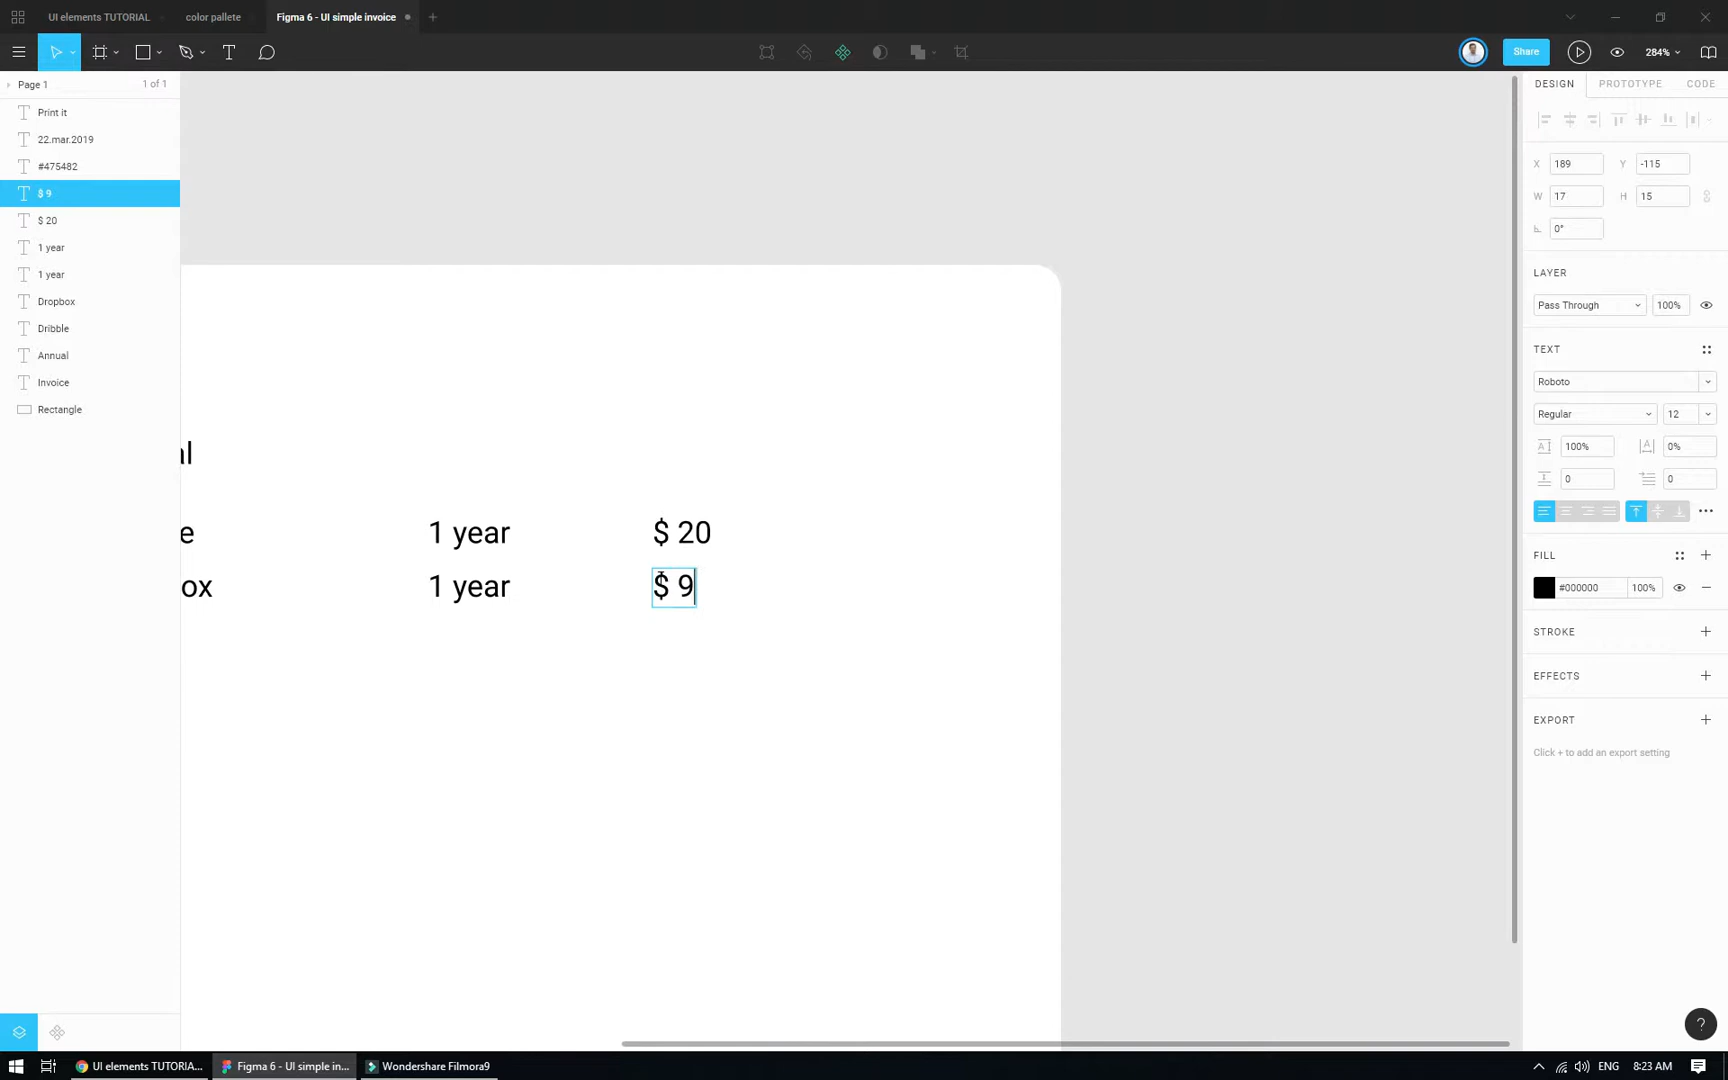 UI elements TUTORIAL
color pallete
Figma 6 - UI simple invoice
Share
284%
Page 1
1 of 1
Print it
22.mar.2019
#475482
$ 9
$ 20
1 year
1 year
Dropbox
Dribble
Annual
Invoice
Rectangle
al
e
1 year
$ 20
ox
1 year
$ 9
DESIGN
PROTOTYPE
CODE
X
189
Y
-115
W
17
H
15
0°
LAYER
Pass Through
100%
TEXT
Roboto
Regular
12
100%
0%
0
0
FILL
#000000
100%
STROKE
EFFECTS
EXPORT
Click + to add an export setting
?
UI elements TUTORIA...
Figma 6 - UI simple in...
Wondershare Filmora9
ENG
8:23 AM